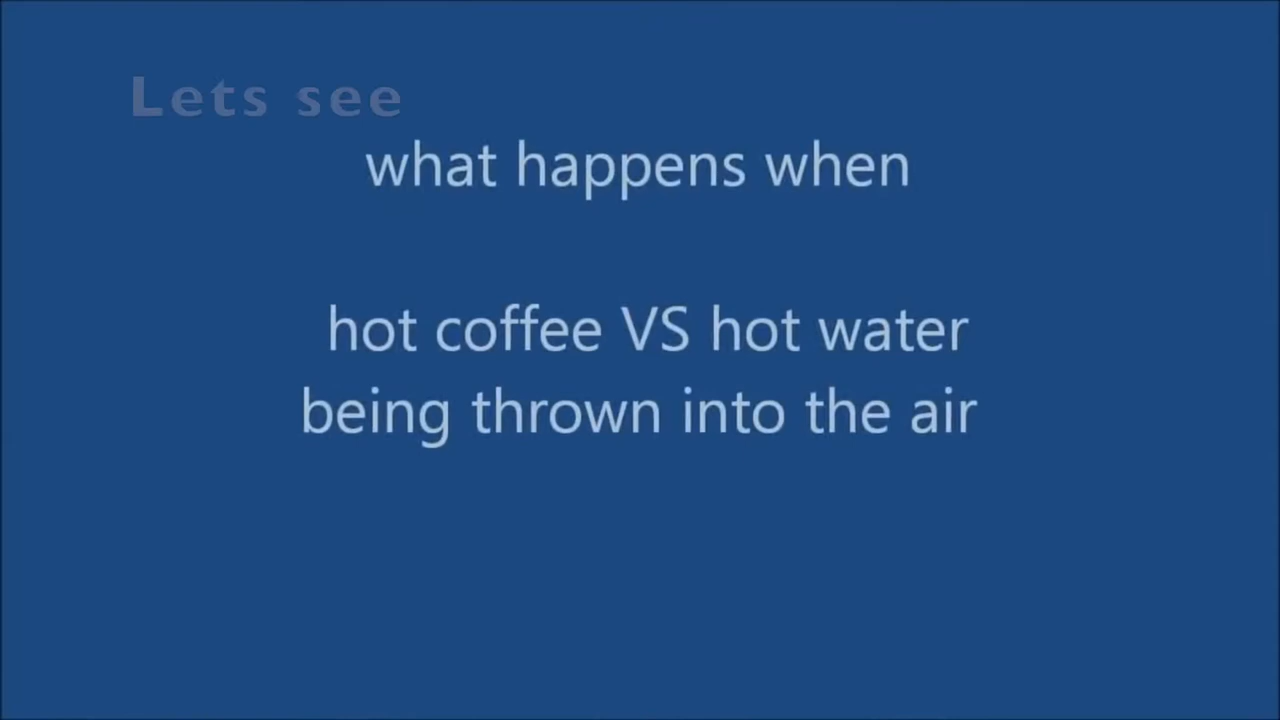 Lets see
what happens when
hot coffee VS hot water
being thrown into the air